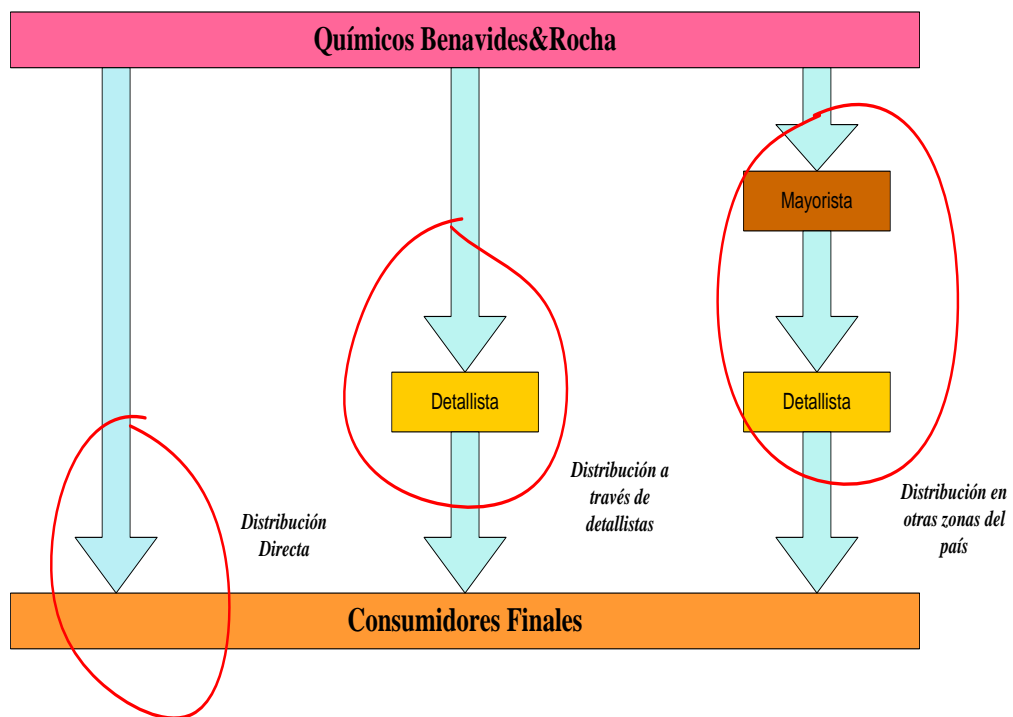 Químicos Benavides&Rocha
Mayorista
Detallista
Detallista
Distribución
Directa
Distribución a
través de
detallistas
Distribución en
otras zonas del
país
Consumidores Finales